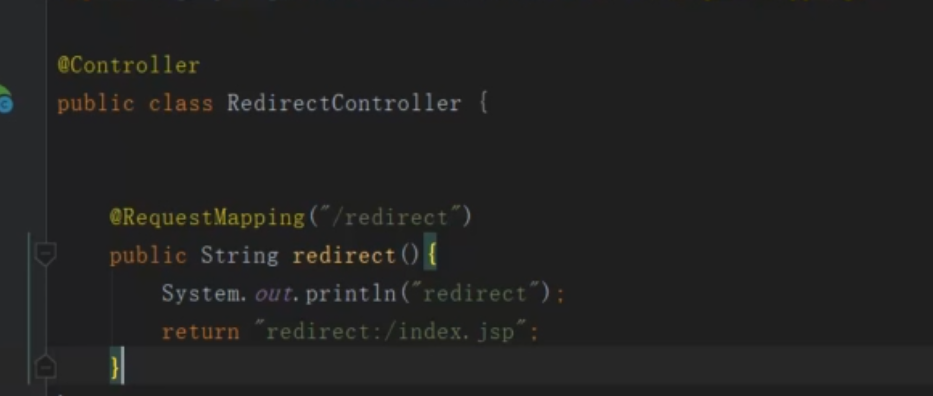 @Controller
public class RedirectController {
@RequestMapping("/redirect")
public String redirect(){
System.out.println("redirect");
return "redirect:/index.jsp";
}